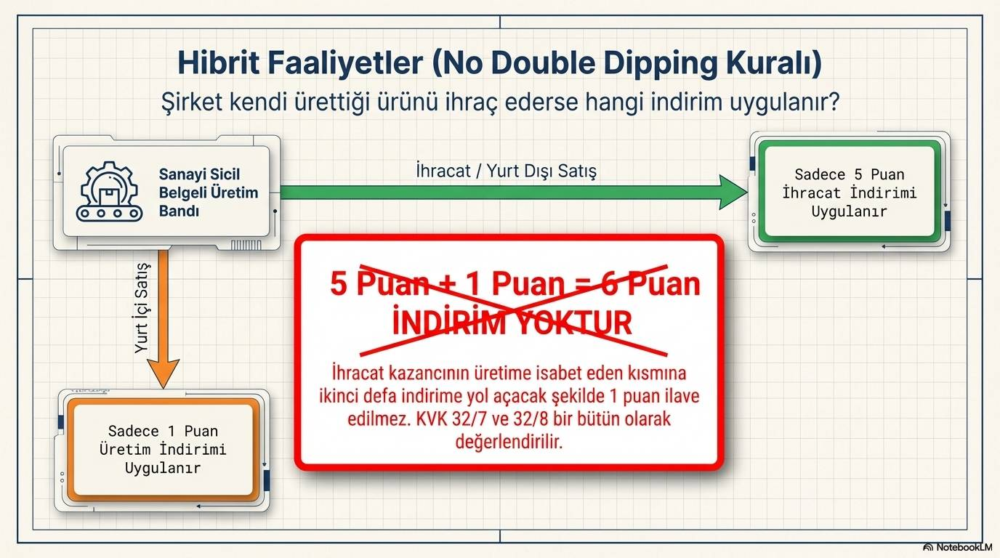 Hibrit Faaliyetler (No Double Dipping Kuralı)
Şirket kendi ürettiği ürünü ihraç ederse hangi indirim uygulanır?
Sanayi Sicil
Belgeli Üretim
Bandı
İhracat / Yurt Dışı Satış
Sadece 5 Puan
İhracat İndirimi
Uygulanır
Yurt İçi Satış
5 Puan + 1 Puan = 6 Puan
İNDİRİM YOKTUR
İhracat kazancının üretime isabet eden kısmına
ikinci defa indirime yol açacak şekilde 1 puan ilave
edilmez. KVK 32/7 ve 32/8 bir bütün olarak
değerlendirilir.
Sadece 1 Puan
Üretim İndirimi
Uygulanır
NotebookLM